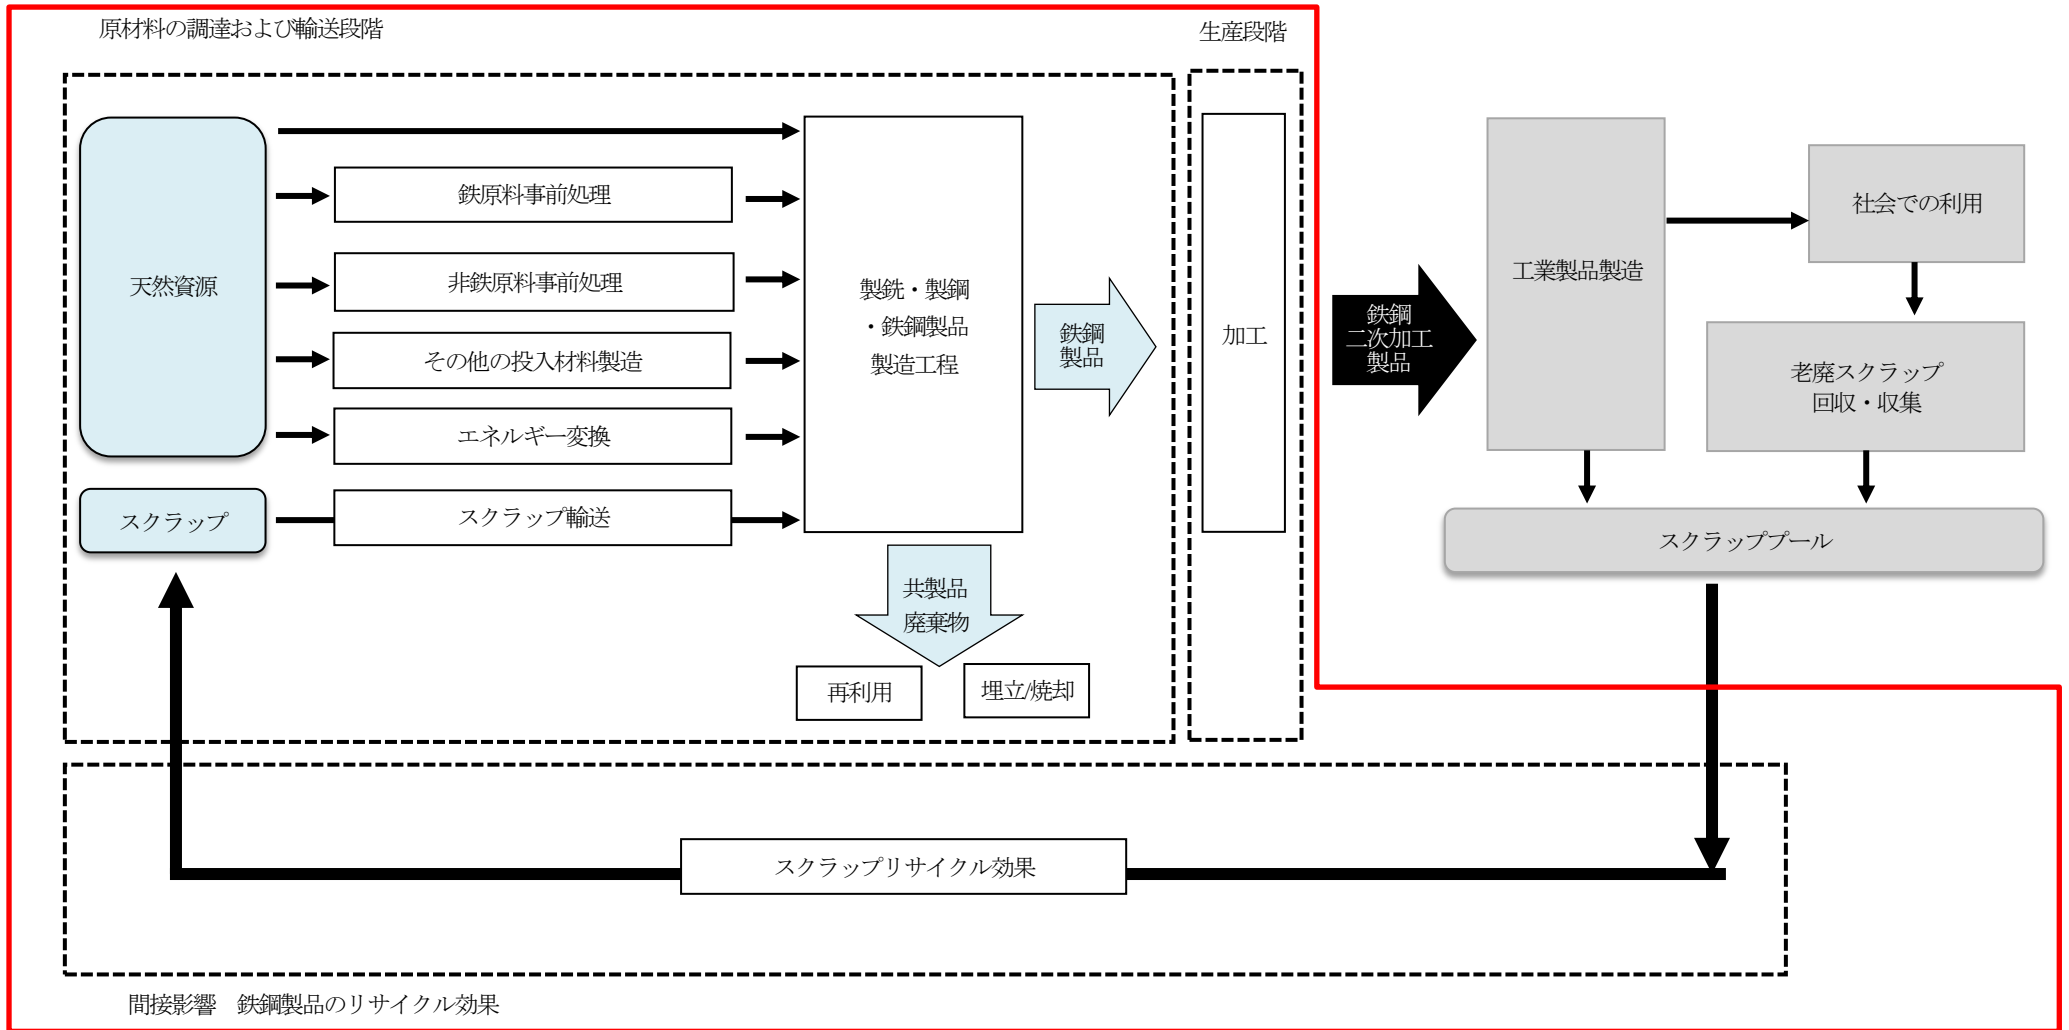 原材料の調達および輸送段階
生産段階
天然資源
鉄原料事前処理
非鉄原料事前処理
その他の投入材料製造
エネルギー変換
スクラップ
スクラップ輸送
製銑・製鋼
・鉄鋼製品
製造工程
鉄鋼
製品
加工
鉄鋼
二次加工
製品
工業製品製造
社会での利用
老廃スクラップ
回収・収集
スクラッププール
共製品
廃棄物
再利用
埋立/焼却
スクラップリサイクル効果
間接影響　鉄鋼製品のリサイクル効果